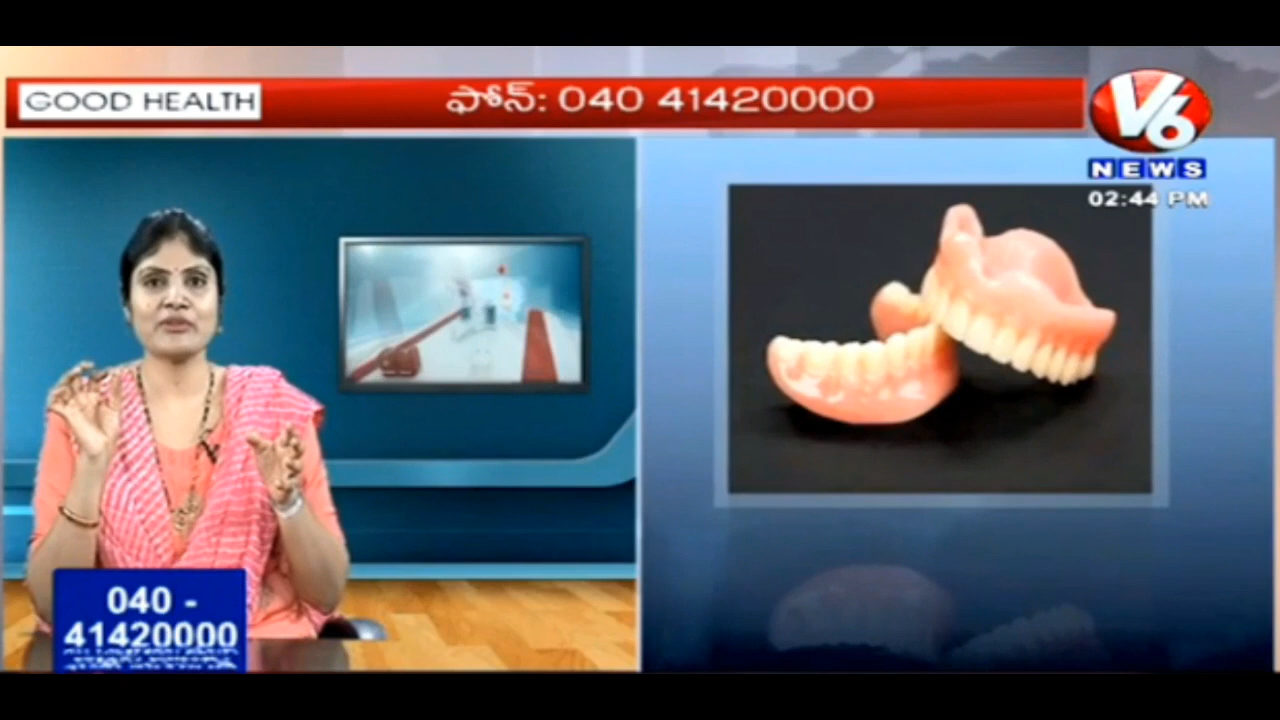 GOOD HEALTH
ఫోన్: 040 41420000
V6
NEWS
02:44 PM
040 -
41420000